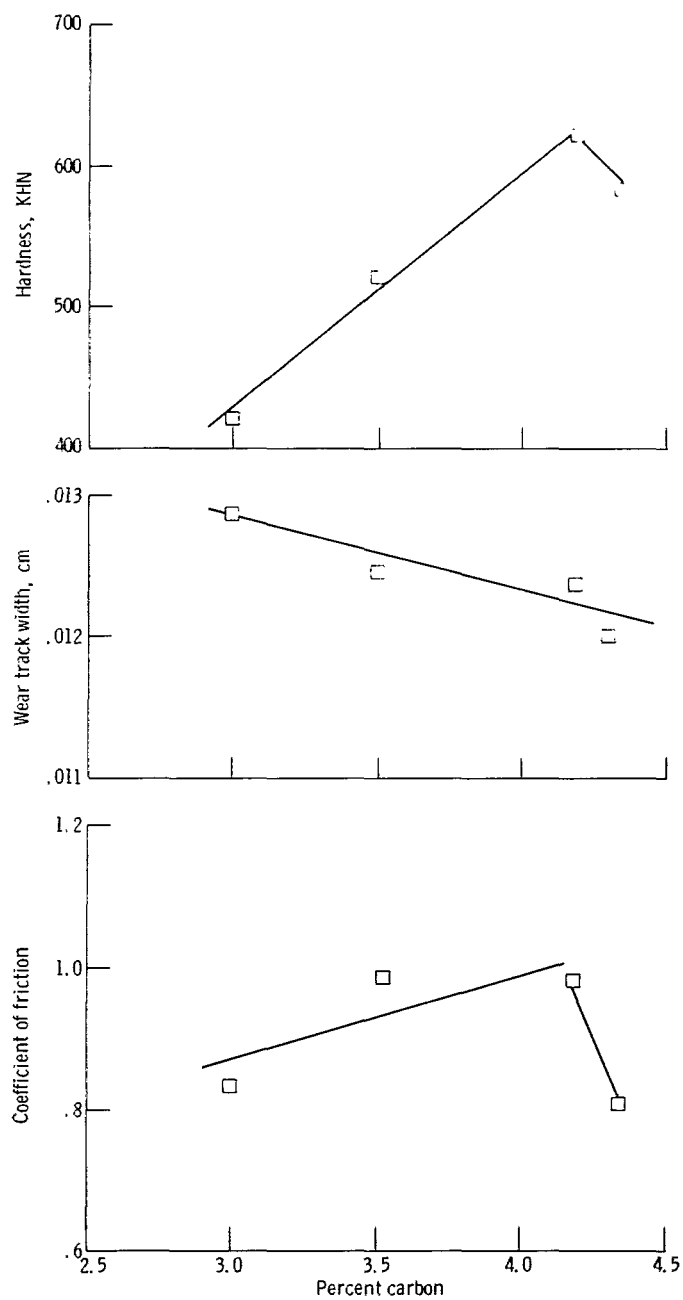 700
600
500
400
Hardness, KHN
.013
.012
.011
Wear track width, cm
1.2
1.0
.8
.6
Coefficient of friction
2.5 3.0 3.5 4.0 4.5
Percent carbon